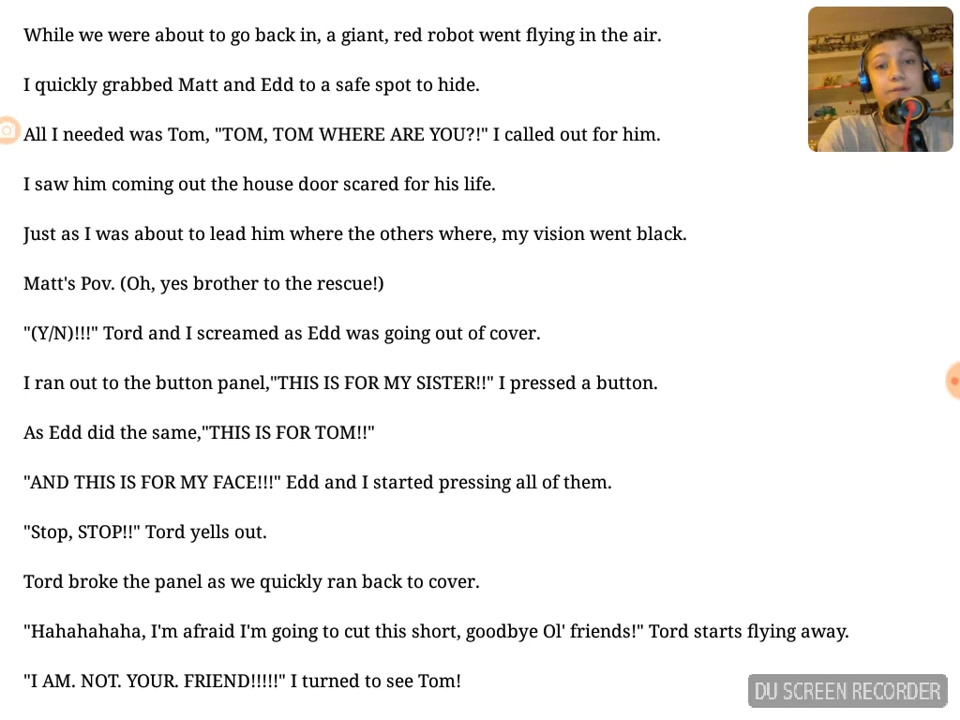 While we were about to go back in, a giant, red robot went flying in the air.
I quickly grabbed Matt and Edd to a safe spot to hide.
All I needed was Tom, "TOM, TOM WHERE ARE YOU?!" I called out for him.
I saw him coming out the house door scared for his life.
Just as I was about to lead him where the others where, my vision went black.
Matt's Pov. (Oh, yes brother to the rescue!)
"(Y/N)!!!" Tord and I screamed as Edd was going out of cover.
I ran out to the button panel,"THIS IS FOR MY SISTER!!" I pressed a button.
As Edd did the same,"THIS IS FOR TOM!!"
"AND THIS IS FOR MY FACE!!!" Edd and I started pressing all of them.
"Stop, STOP!!" Tord yells out.
Tord broke the panel as we quickly ran back to cover.
"Hahahahaha, I'm afraid I'm going to cut this short, goodbye Ol' friends!" Tord starts flying away.
"I AM. NOT. YOUR. FRIEND!!!!!" I turned to see Tom!
DU SCREEN RECORDER